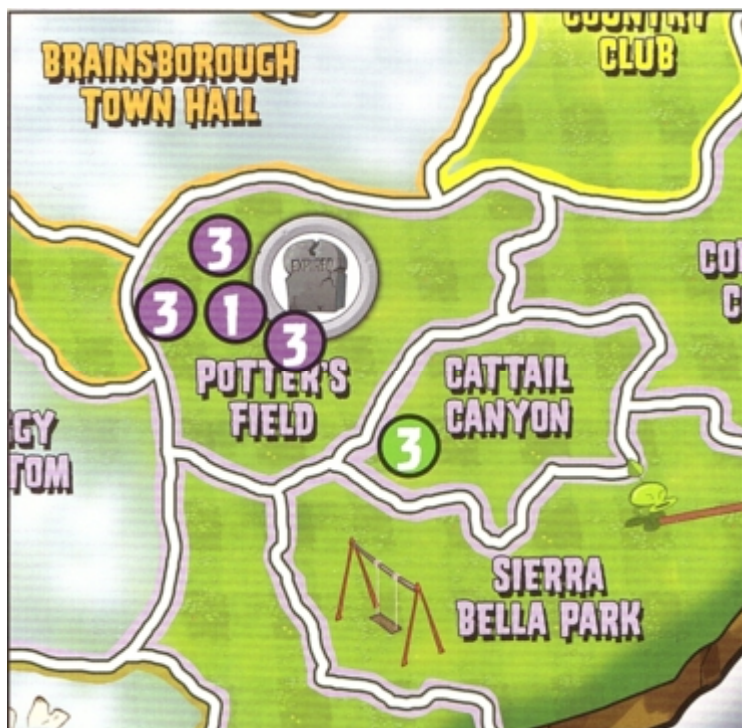 COUNTRY
CLUB
BRAINSBOROUGH
TOWN HALL
3
EXPIRED
3
1
3
POTTER'S
FIELD
CATTAIL
CANYON
3
SIERRA
BELLA PARK